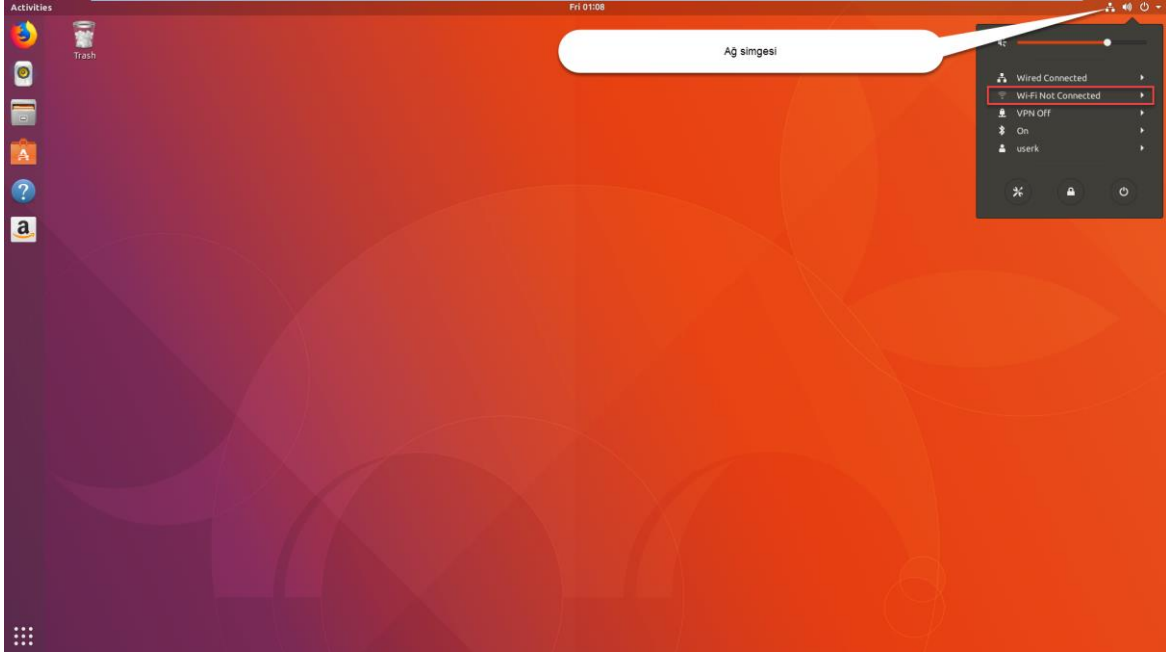 Activities
Fri 01:08
Trash
Ağ simgesi
Wired Connected
Wi-Fi Not Connected
VPN Off
On
userk